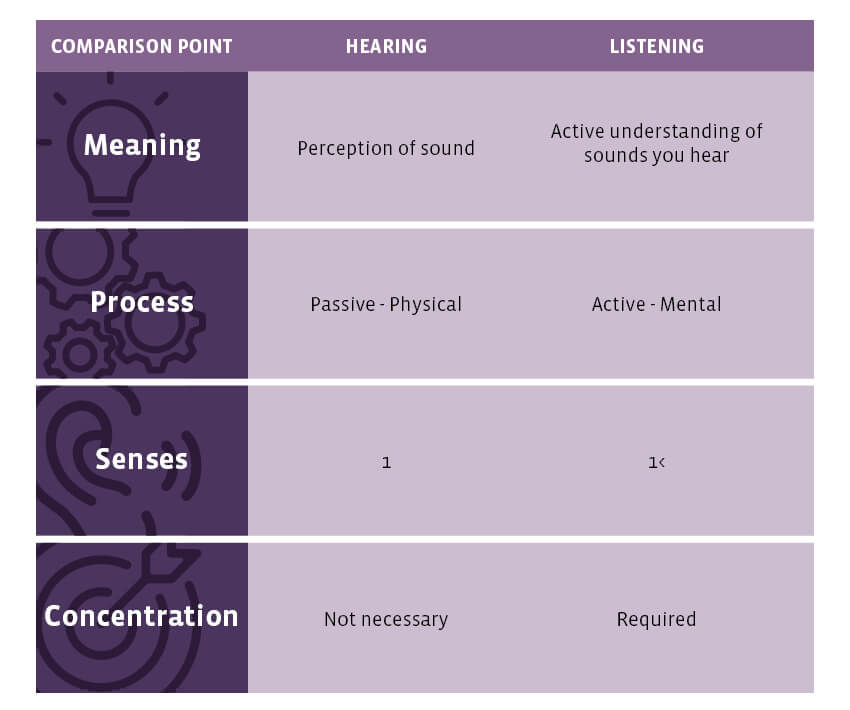 COMPARISON POINT HEARING LISTENING
Meaning Perception of sound Active understanding of
sounds you hear
Process Passive - Physical Active - Mental
Senses 1 1<
Concentration Not necessary Required